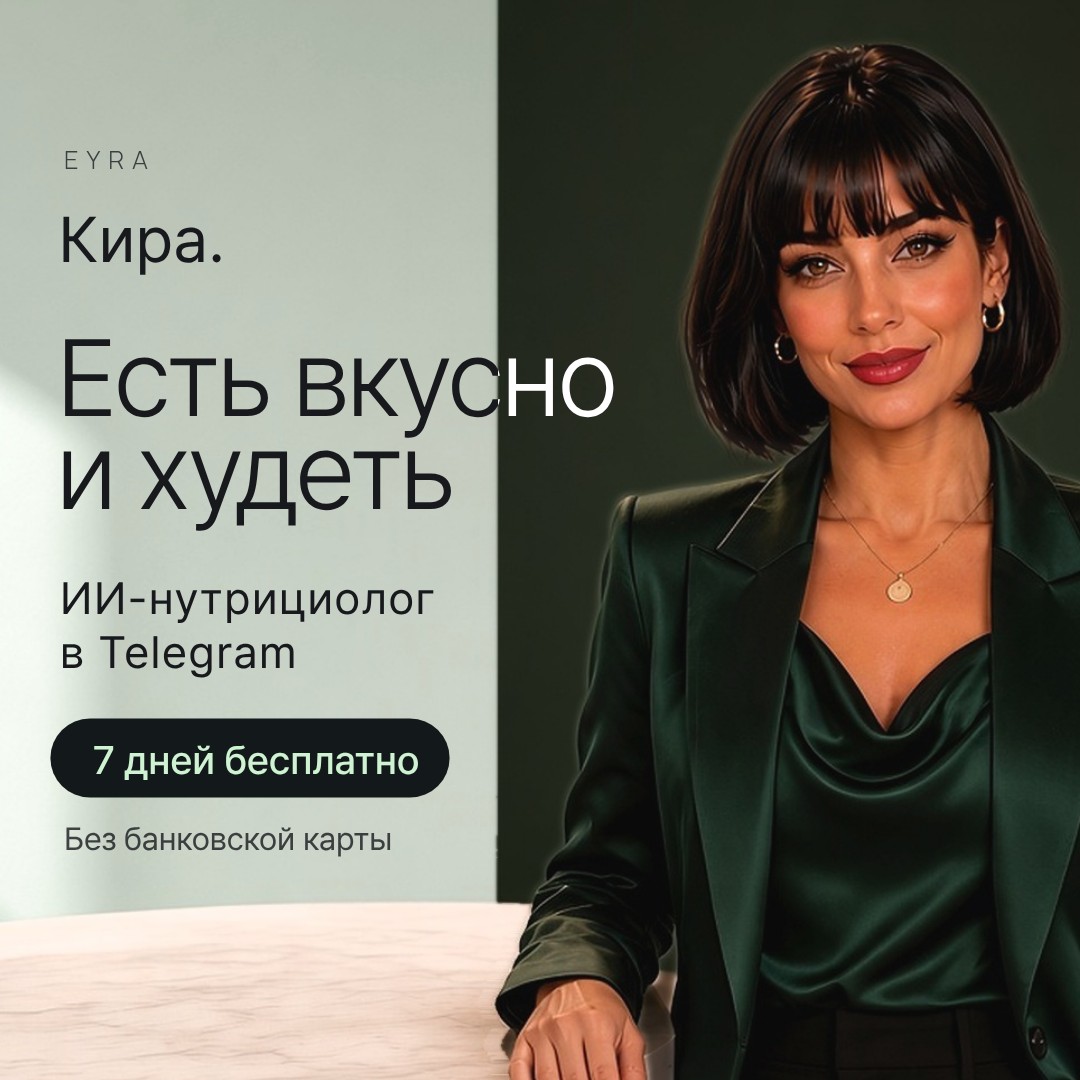 EYRA
Кира.
Есть вкусно
и худеть
ИИ-нутрициолог
в Telegram
7 дней бесплатно
Без банковской карты